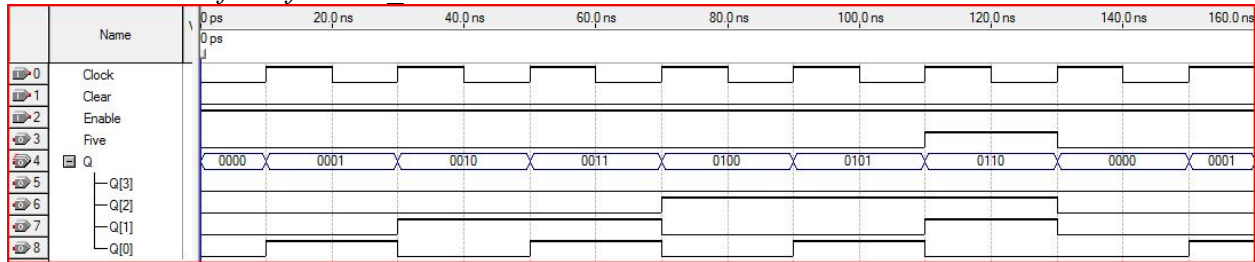 0 ps 20.0 ns 40.0 ns 60.0 ns 80.0 ns 100.0 ns 120.0 ns 140.0 ns 160.0 ns
Name 0 ps
0 Clock
1 Clear
2 Enable
3 Five
4 Q 0000 0001 0010 0011 0100 0101 0110 0000 0001
5 Q[3]
6 Q[2]
7 Q[1]
8 Q[0]